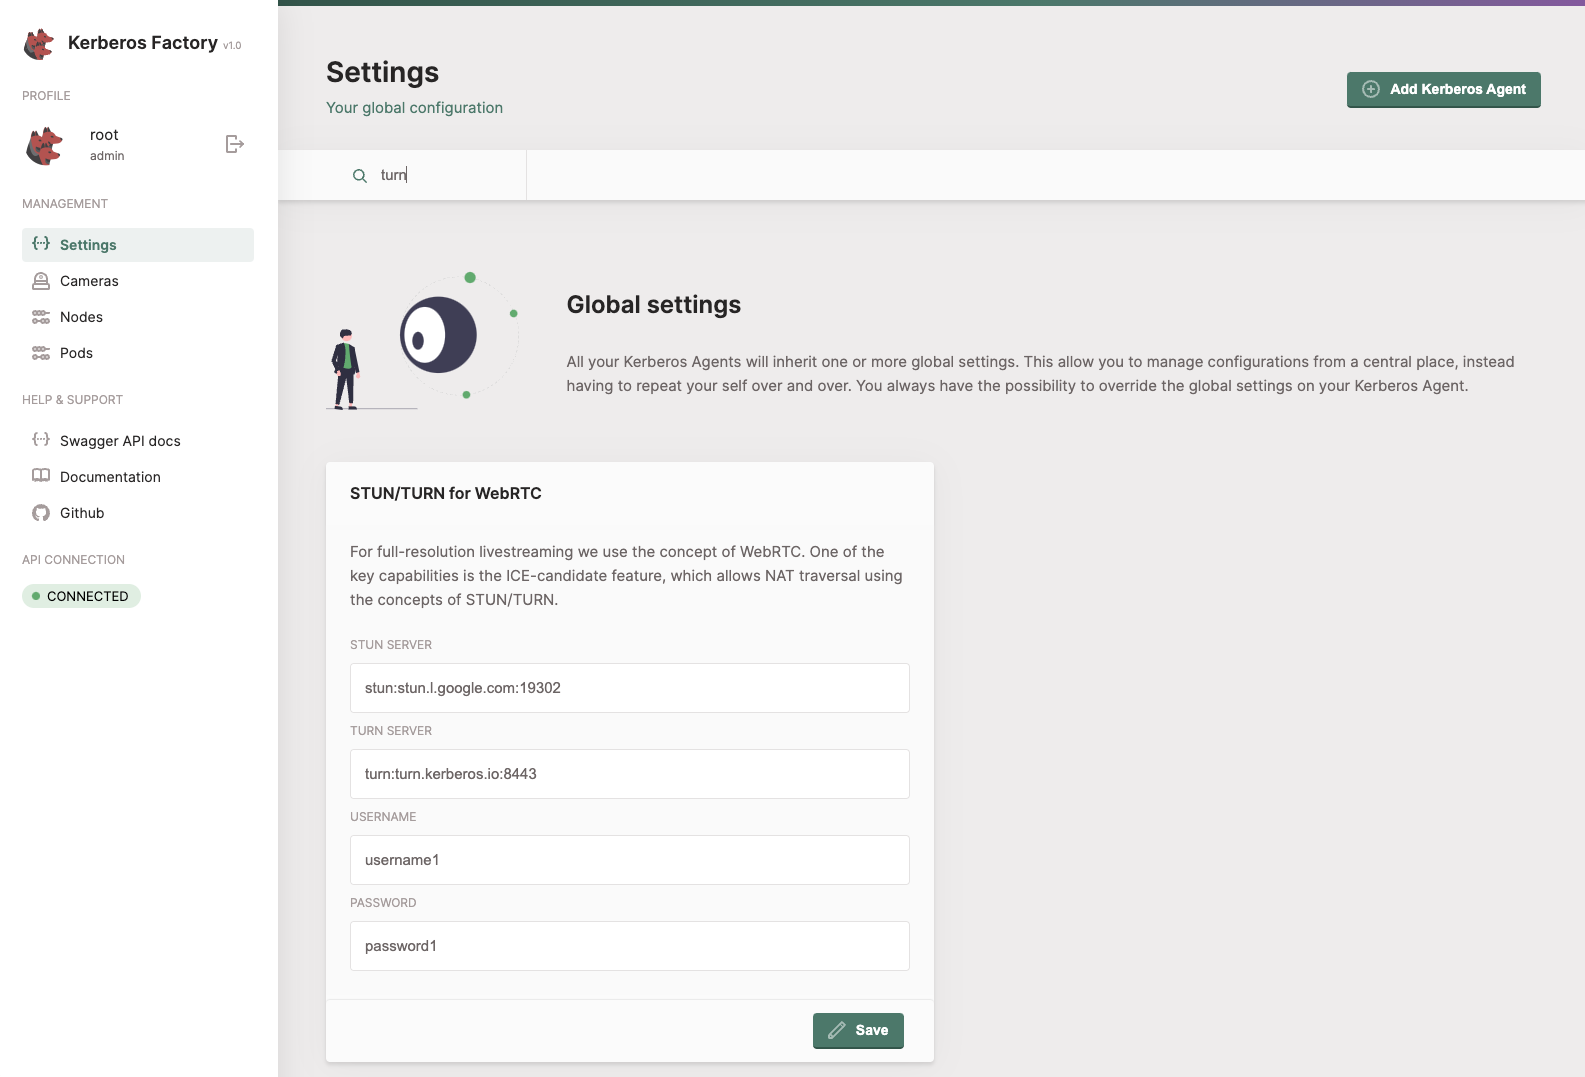 Kerberos Factory v1.0
PROFILE
root
admin
MANAGEMENT
Settings
Cameras
Nodes
Pods
HELP & SUPPORT
Swagger API docs
Documentation
Github
API CONNECTION
CONNECTED
Settings
Your global configuration
Add Kerberos Agent
turn
Global settings
All your Kerberos Agents will inherit one or more global settings. This allow you to manage configurations from a central place, instead
having to repeat your self over and over. You always have the possibility to override the global settings on your Kerberos Agent.
STUN/TURN for WebRTC
For full-resolution livestreaming we use the concept of WebRTC. One of the
key capabilities is the ICE-candidate feature, which allows NAT traversal using
the concepts of STUN/TURN.
STUN SERVER
stun:stun.l.google.com:19302
TURN SERVER
turn:turn.kerberos.io:8443
USERNAME
username1
PASSWORD
password1
Save